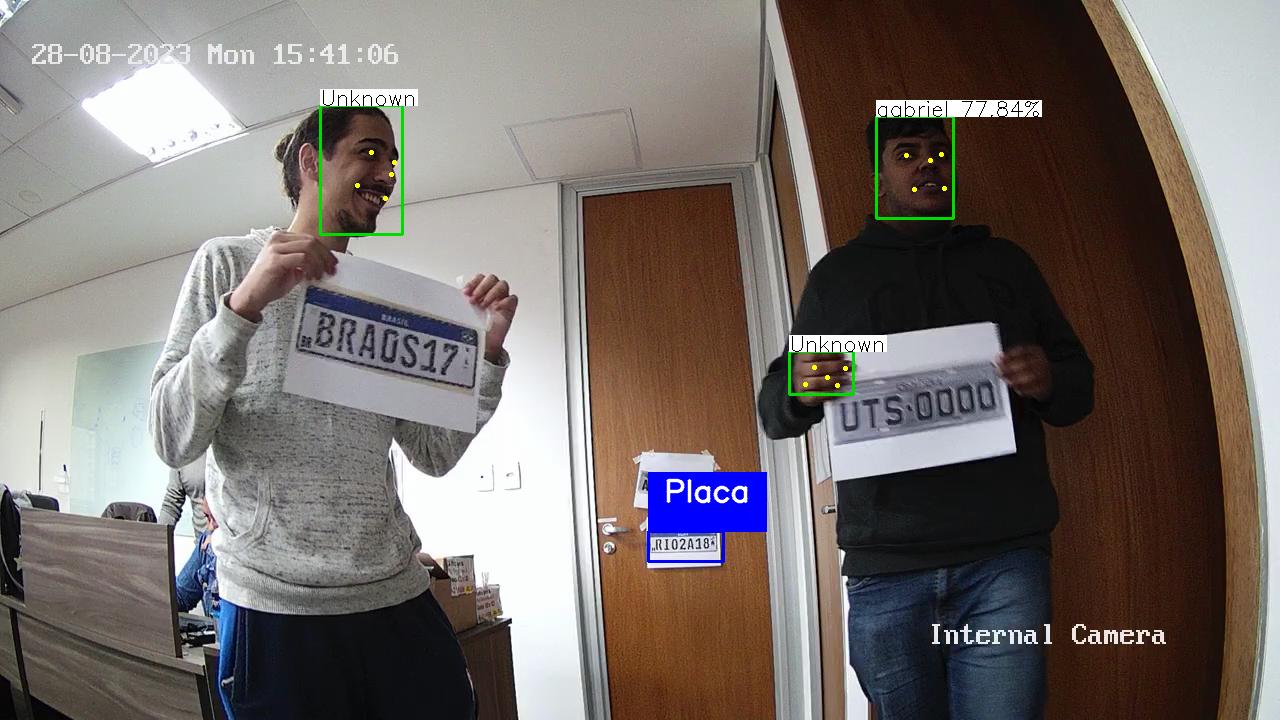 28-08-2023 Mon 15:41:06
Unknown
gabriel 77.84%
BRASIL
BR
BRA0S17
Unknown
UTS·0000
Placa
RIO2A18
Internal Camera